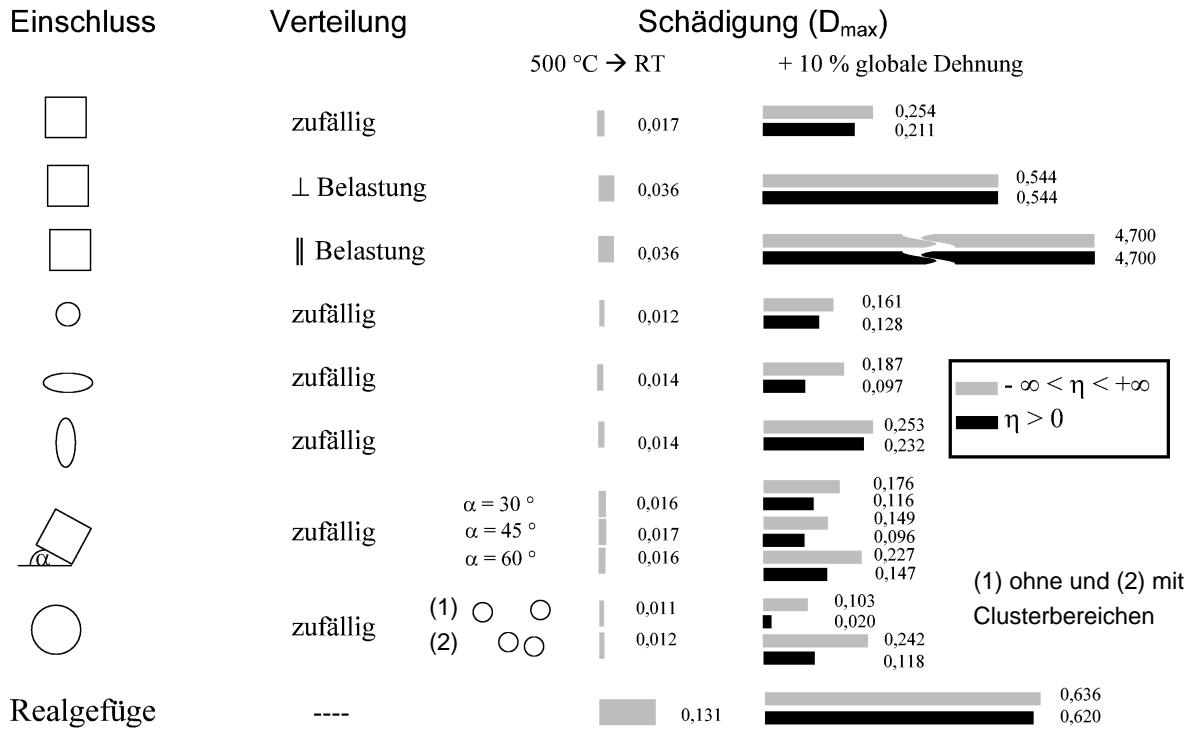 Einschluss Verteilung Schädigung (Dmax)
500 °C → RT + 10 % globale Dehnung
zufällig 0,017 0,254
0,211
⊥ Belastung 0,036 0,544
0,544
∥ Belastung 0,036 4,700
4,700
zufällig 0,012 0,161
0,128
zufällig 0,014 0,187
0,097
- ∞ < η < +∞
η > 0
zufällig 0,014 0,253
0,232
α zufällig
α = 30 ° 0,016 0,176
0,116
α = 45 ° 0,017 0,149
0,096
α = 60 ° 0,016 0,227
0,147
(1) ohne und (2) mit
Clusterbereichen
zufällig
(1) 0,011 0,103
0,020
(2) 0,012 0,242
0,118
Realgefüge ---- 0,131 0,636
0,620